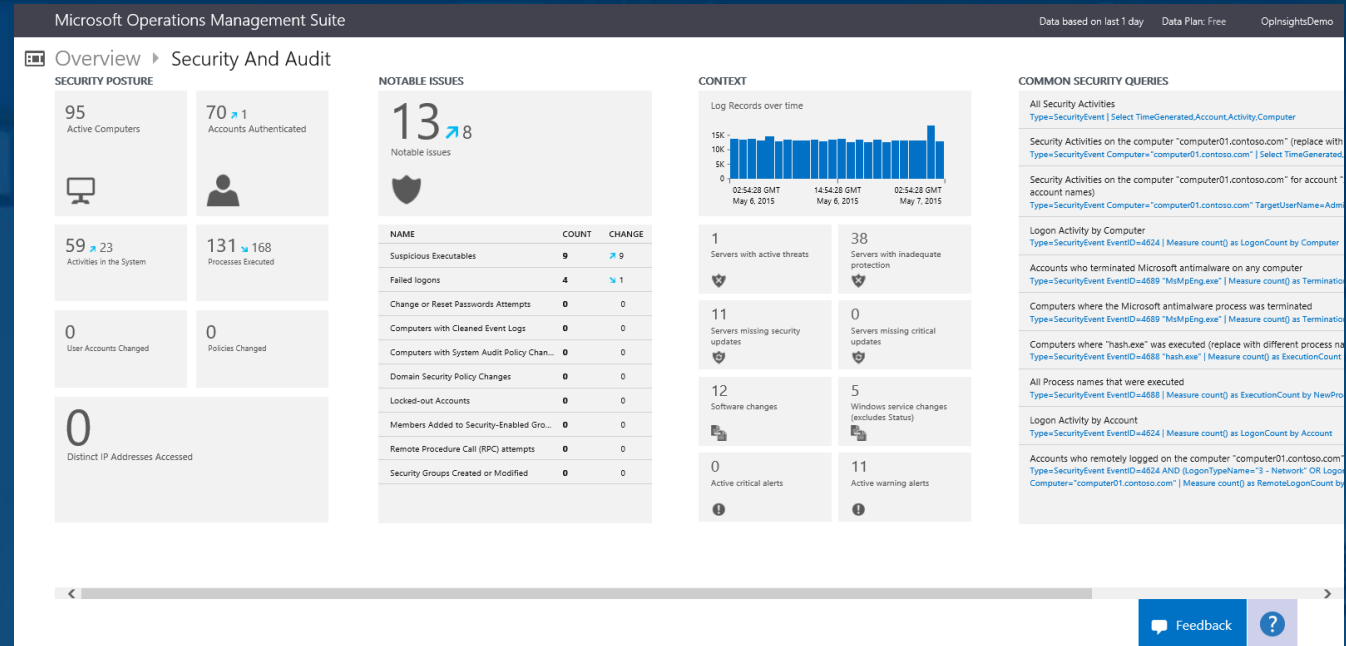 Microsoft Operations Management Suite
Data based on last 1 day Data Plan: Free OpInsightsDemo
Overview Security And Audit
SECURITY POSTURE
95
Active Computers
70 1
Accounts Authenticated
59 23
Activities in the System
131 168
Processes Executed
0
User Accounts Changed
0
Policies Changed
0
Distinct IP Addresses Accessed
NOTABLE ISSUES
13 8
Notable issues
NAME COUNT CHANGE
Suspicious Executables 9 9
Failed logons 4 1
Change or Reset Passwords Attempts 0 0
Computers with Cleaned Event Logs 0 0
Computers with System Audit Policy Chan... 0 0
Domain Security Policy Changes 0 0
Locked-out Accounts 0 0
Members Added to Security-Enabled Gro... 0 0
Remote Procedure Call (RPC) attempts 0 0
Security Groups Created or Modified 0 0
CONTEXT
Log Records over time
15K
10K
5K
0
02:54:28 GMT 14:54:28 GMT 02:54:28 GMT
May 6, 2015 May 6, 2015 May 7, 2015
1
Servers with active threats
38
Servers with inadequate
protection
11
Servers missing security
updates
0
Servers missing critical
updates
12
Software changes
5
Windows service changes
(excludes Status)
0
Active critical alerts
11
Active warning alerts
COMMON SECURITY QUERIES
All Security Activities
Type=SecurityEvent | Select TimeGenerated,Account,Activity,Computer
Security Activities on the computer "computer01.contoso.com" (replace with
Type=SecurityEvent Computer="computer01.contoso.com" | Select TimeGenerated,
Security Activities on the computer "computer01.contoso.com" for account "
account names)
Type=SecurityEvent Computer="computer01.contoso.com" TargetUserName=Admi
Logon Activity by Computer
Type=SecurityEvent EventID=4624 | Measure count() as LogonCount by Computer
Accounts who terminated Microsoft antimalware on any computer
Type=SecurityEvent EventID=4689 "MsMpEng.exe" | Measure count() as Terminatio
Computers where the Microsoft antimalware process was terminated
Type=SecurityEvent EventID=4689 "MsMpEng.exe" | Measure count() as Terminatio
Computers where "hash.exe" was executed (replace with different process na
Type=SecurityEvent EventID=4688 "hash.exe" | Measure count() as ExecutionCount
All Process names that were executed
Type=SecurityEvent EventID=4688 | Measure count() as ExecutionCount by NewPro
Logon Activity by Account
Type=SecurityEvent EventID=4624 | Measure count() as LogonCount by Account
Accounts who remotely logged on the computer "computer01.contoso.com"
Type=SecurityEvent EventID=4624 AND (LogonTypeName="3 - Network" OR Logon
Computer="computer01.contoso.com" | Measure count() as RemoteLogonCount by
Feedback
?